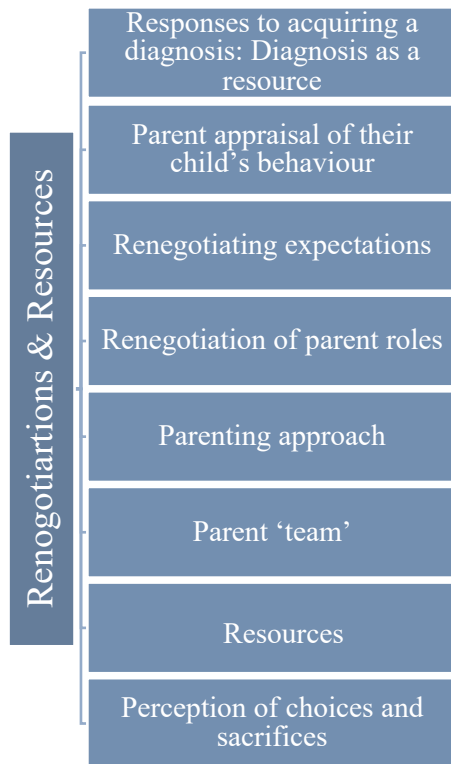 Renogotiartions & Resources
Responses to acquiring a
diagnosis: Diagnosis as a
resource
Parent appraisal of their
child’s behaviour
Renegotiating expectations
Renegotiation of parent roles
Parenting approach
Parent ‘team’
Resources
Perception of choices and
sacrifices